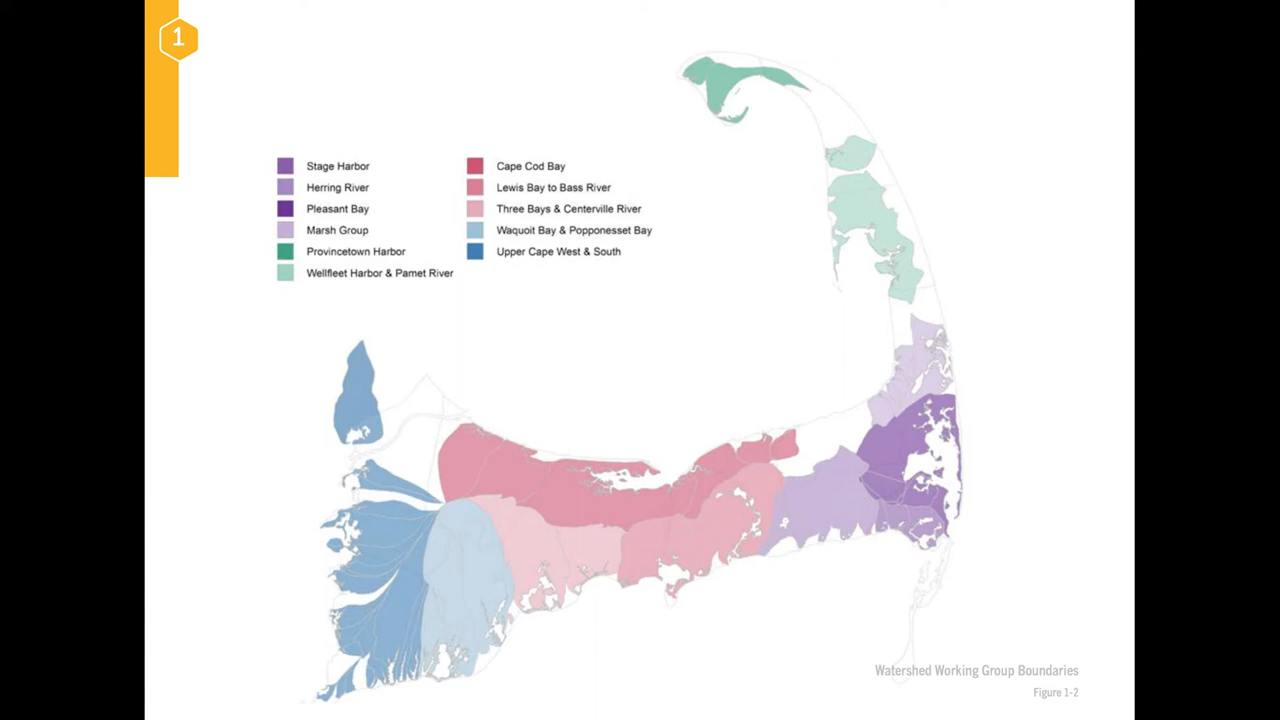 1
Stage Harbor
Herring River
Pleasant Bay
Marsh Group
Provincetown Harbor
Wellfleet Harbor & Pamet River
Cape Cod Bay
Lewis Bay to Bass River
Three Bays & Centerville River
Waquoit Bay & Popponesset Bay
Upper Cape West & South
Watershed Working Group Boundaries
Figure 1-2